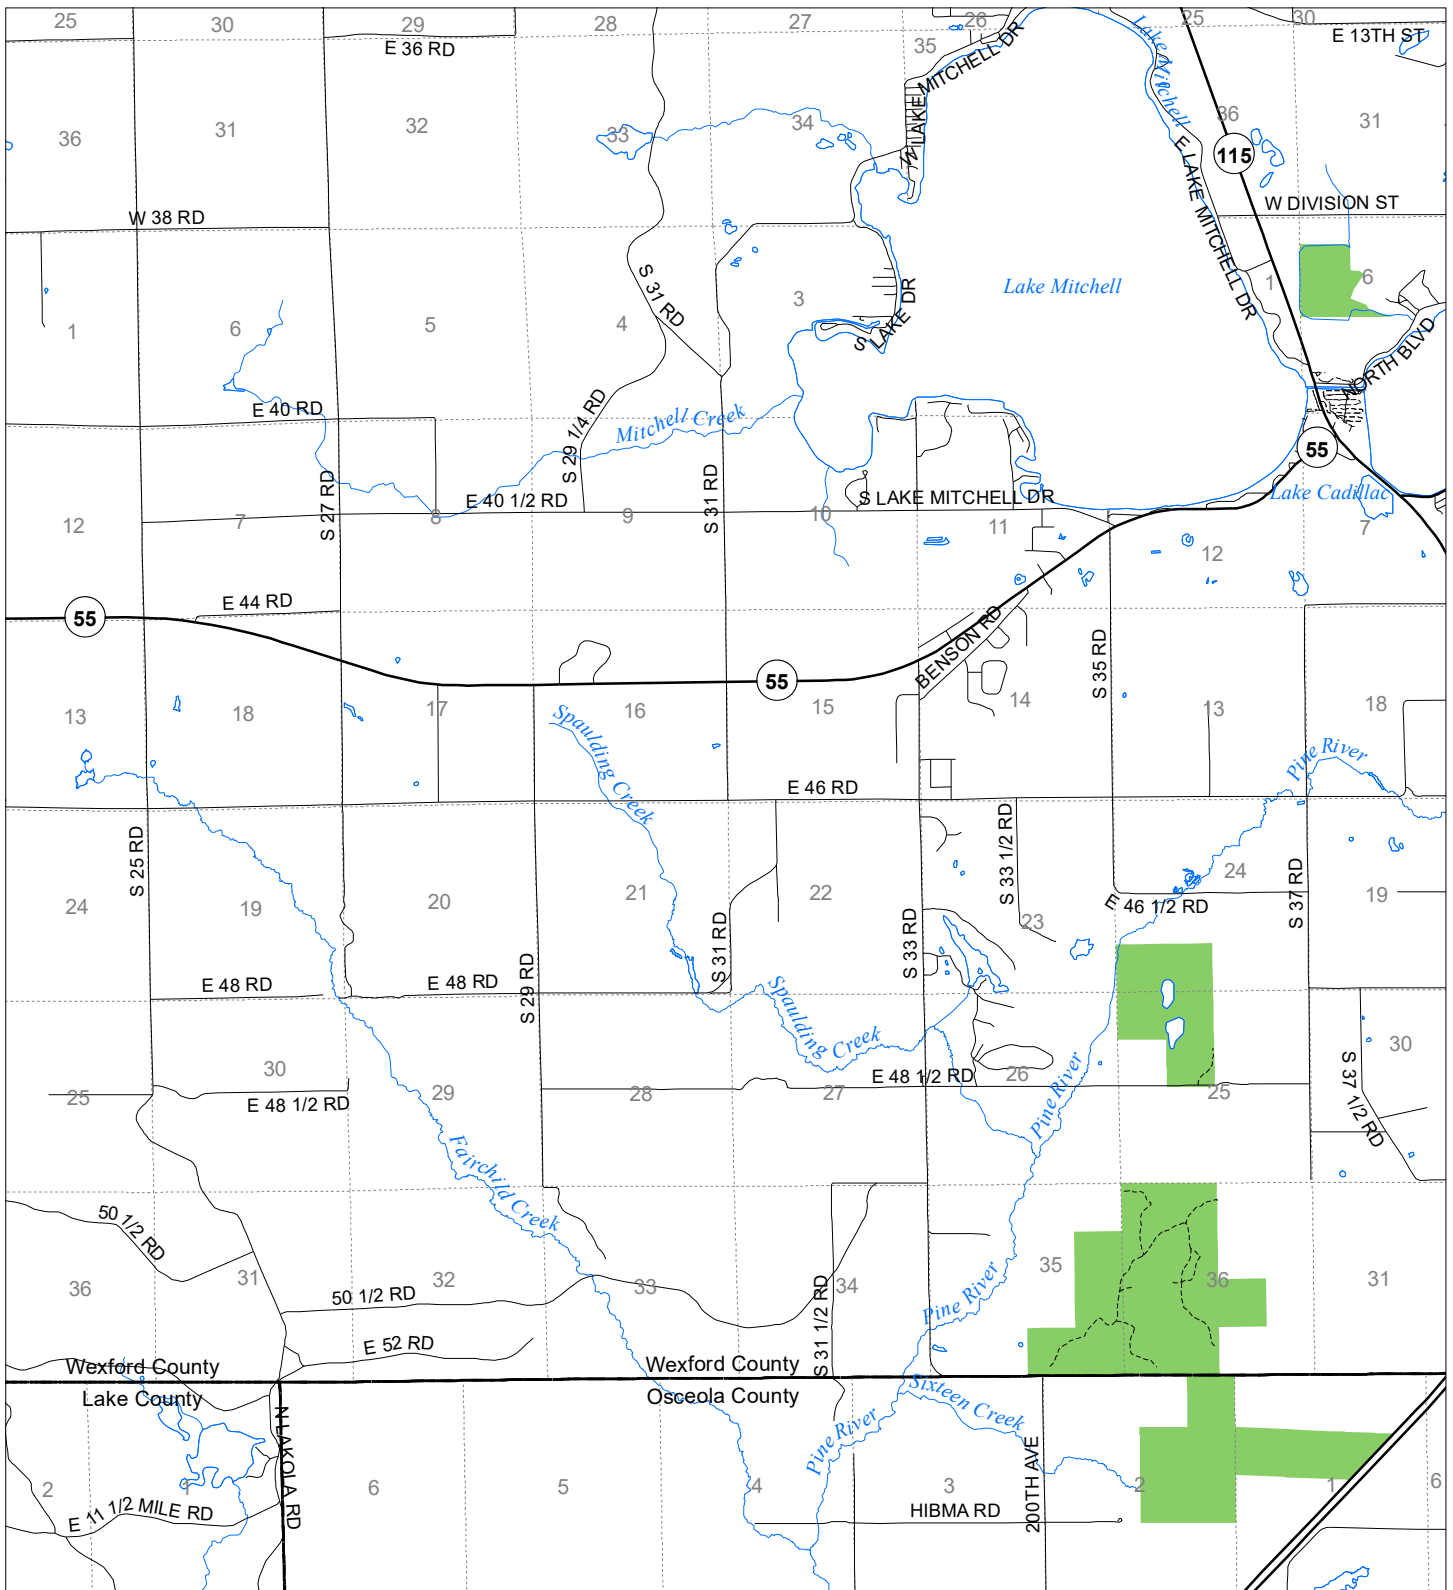 25
30
29
28
27
26
25
30
E 36 RD
35
E 13TH ST
W LAKE MITCHELL DR
Lake Mitchell
36
31
32
33
34
36
31
115
E LAKE MITCHELL DR
W 38 RD
W DIVISION ST
S 31 RD
Lake Mitchell
1
6
5
4
3
1
6
S LAKE DR
NORTH BLVD
E 40 RD
S 29 1/4 RD
Mitchell Creek
55
S 27 RD
E 40 1/2 RD
S 31 RD
S LAKE MITCHELL DR
Lake Cadillac
12
7
8
9
10
11
12
7
E 44 RD
55
BENSON RD
S 35 RD
55
13
18
17
16
15
14
13
18
Spaulding Creek
Pine River
E 46 RD
S 25 RD
S 33 1/2 RD
S 37 RD
24
19
20
21
22
23
24
19
E 46 1/2 RD
S 31 RD
S 33 RD
E 48 RD
E 48 RD
S 29 RD
Spaulding Creek
30
30
25
E 48 1/2 RD
29
28
27
E 48 1/2 RD
26
Pine River
25
S 37 1/2 RD
Fairchild Creek
50 1/2 RD
36
31
32
33
34
35
36
31
50 1/2 RD
S 31 1/2 RD
Pine River
E 52 RD
Wexford County
Wexford County
Lake County
Osceola County
Sixteen Creek
N LAKOLA RD
Pine River
200TH AVE
2
1
6
5
4
3
2
1
6
E 11 1/2 MILE RD
HIBMA RD